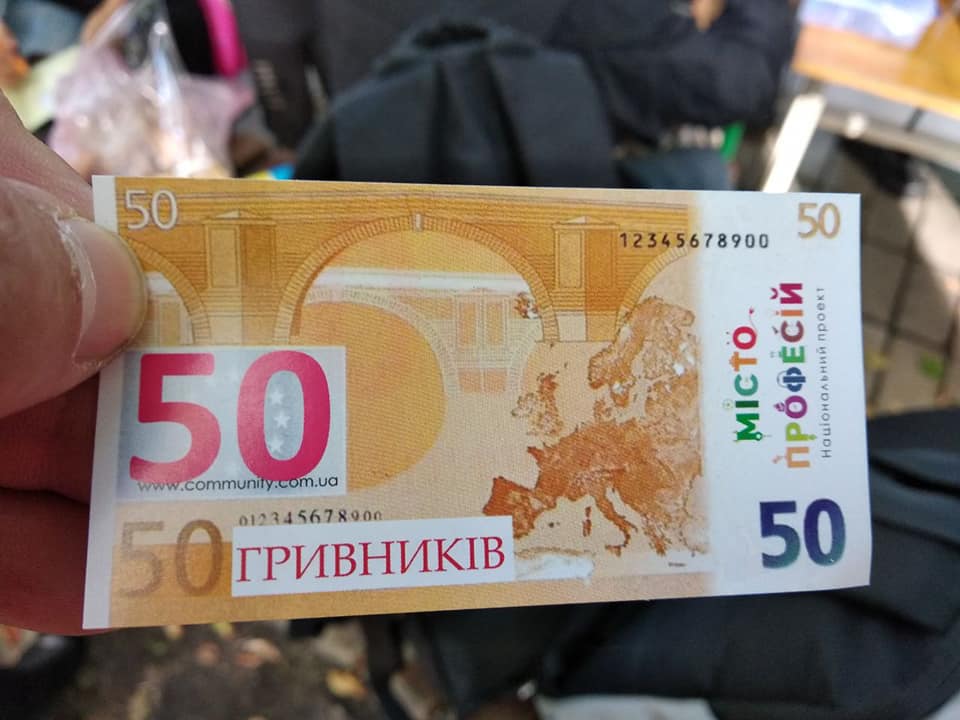 50
12345678900
50
МІСТО
ПРОФЕСІЙ
Національний проект
50
www.community.com.ua
012345678900
50
ГРИВНИКІВ
50